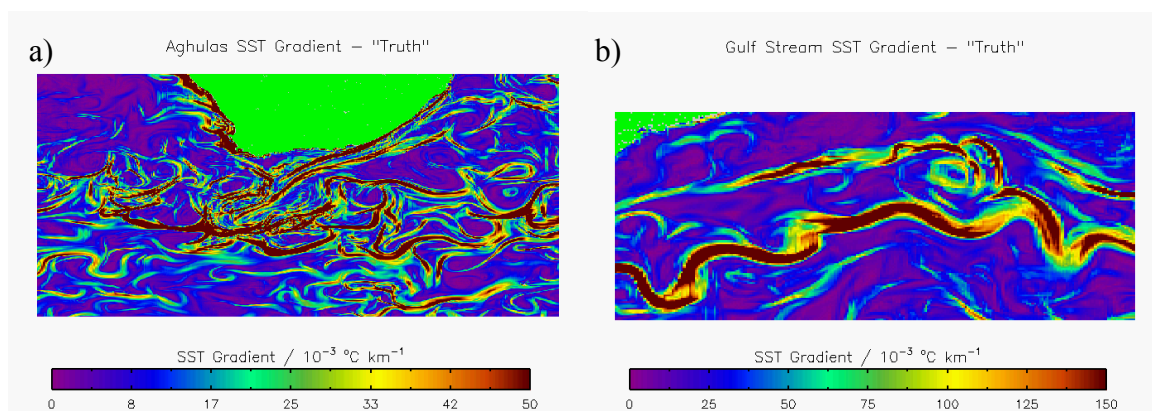 a)
Aghulas SST Gradient – "Truth"
SST Gradient / 10⁻³ °C km⁻¹
0 8 17 25 33 42 50
b)
Gulf Stream SST Gradient – "Truth"
SST Gradient / 10⁻³ °C km⁻¹
0 25 50 75 100 125 150